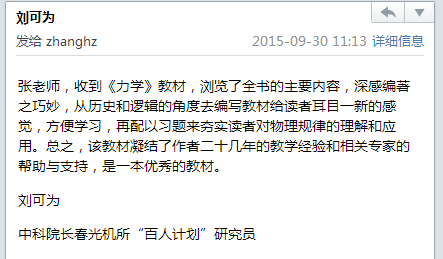 刘可为
发给 zhanghz
2015-09-30 11:13 详细信息
张老师，收到《力学》教材，浏览了全书的主要内容，深感编著
之巧妙，从历史和逻辑的角度去编写教材给读者耳目一新的感
觉，方便学习，再配以习题来夯实读者对物理规律的理解和应
用。总之，该教材凝结了作者二十几年的教学经验和相关专家的
帮助与支持，是一本优秀的教材。
刘可为
中科院长春光机所“百人计划”研究员